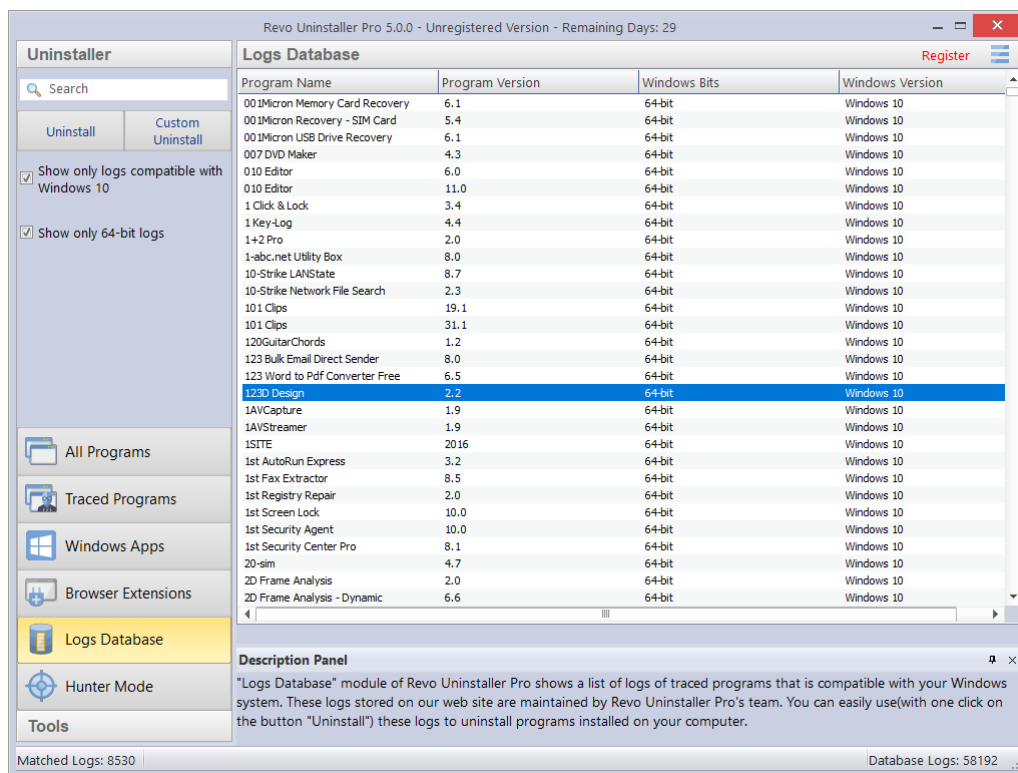 Revo Uninstaller Pro 5.0.0 - Unregistered Version - Remaining Days: 29
Uninstaller
Search
Uninstall
Custom
Uninstall
Show only logs compatible with
Windows 10
Show only 64-bit logs
All Programs
Traced Programs
Windows Apps
Browser Extensions
Logs Database
Hunter Mode
Tools
Logs Database
Register
Program Name Program Version Windows Bits Windows Version
001Micron Memory Card Recovery 6.1 64-bit Windows 10
001Micron Recovery - SIM Card 5.4 64-bit Windows 10
001Micron USB Drive Recovery 6.1 64-bit Windows 10
007 DVD Maker 4.3 64-bit Windows 10
010 Editor 6.0 64-bit Windows 10
010 Editor 11.0 64-bit Windows 10
1 Click & Lock 3.4 64-bit Windows 10
1 Key-Log 4.4 64-bit Windows 10
1+2 Pro 2.0 64-bit Windows 10
1-abc.net Utility Box 8.0 64-bit Windows 10
10-Strike LANState 8.7 64-bit Windows 10
10-Strike Network File Search 2.3 64-bit Windows 10
101 Clips 19.1 64-bit Windows 10
101 Clips 31.1 64-bit Windows 10
120GuitarChords 1.2 64-bit Windows 10
123 Bulk Email Direct Sender 8.0 64-bit Windows 10
123 Word to Pdf Converter Free 6.5 64-bit Windows 10
123D Design 2.2 64-bit Windows 10
1AVCapture 1.9 64-bit Windows 10
1AVStreamer 1.9 64-bit Windows 10
1SITE 2016 64-bit Windows 10
1st AutoRun Express 3.2 64-bit Windows 10
1st Fax Extractor 8.5 64-bit Windows 10
1st Registry Repair 2.0 64-bit Windows 10
1st Screen Lock 10.0 64-bit Windows 10
1st Security Agent 10.0 64-bit Windows 10
1st Security Center Pro 8.1 64-bit Windows 10
20-sim 4.7 64-bit Windows 10
2D Frame Analysis 2.0 64-bit Windows 10
2D Frame Analysis - Dynamic 6.6 64-bit Windows 10
Description Panel
"Logs Database" module of Revo Uninstaller Pro shows a list of logs of traced programs that is compatible with your Windows
system. These logs stored on our web site are maintained by Revo Uninstaller Pro's team. You can easily use(with one click on
the button "Uninstall") these logs to uninstall programs installed on your computer.
Matched Logs: 8530
Database Logs: 58192